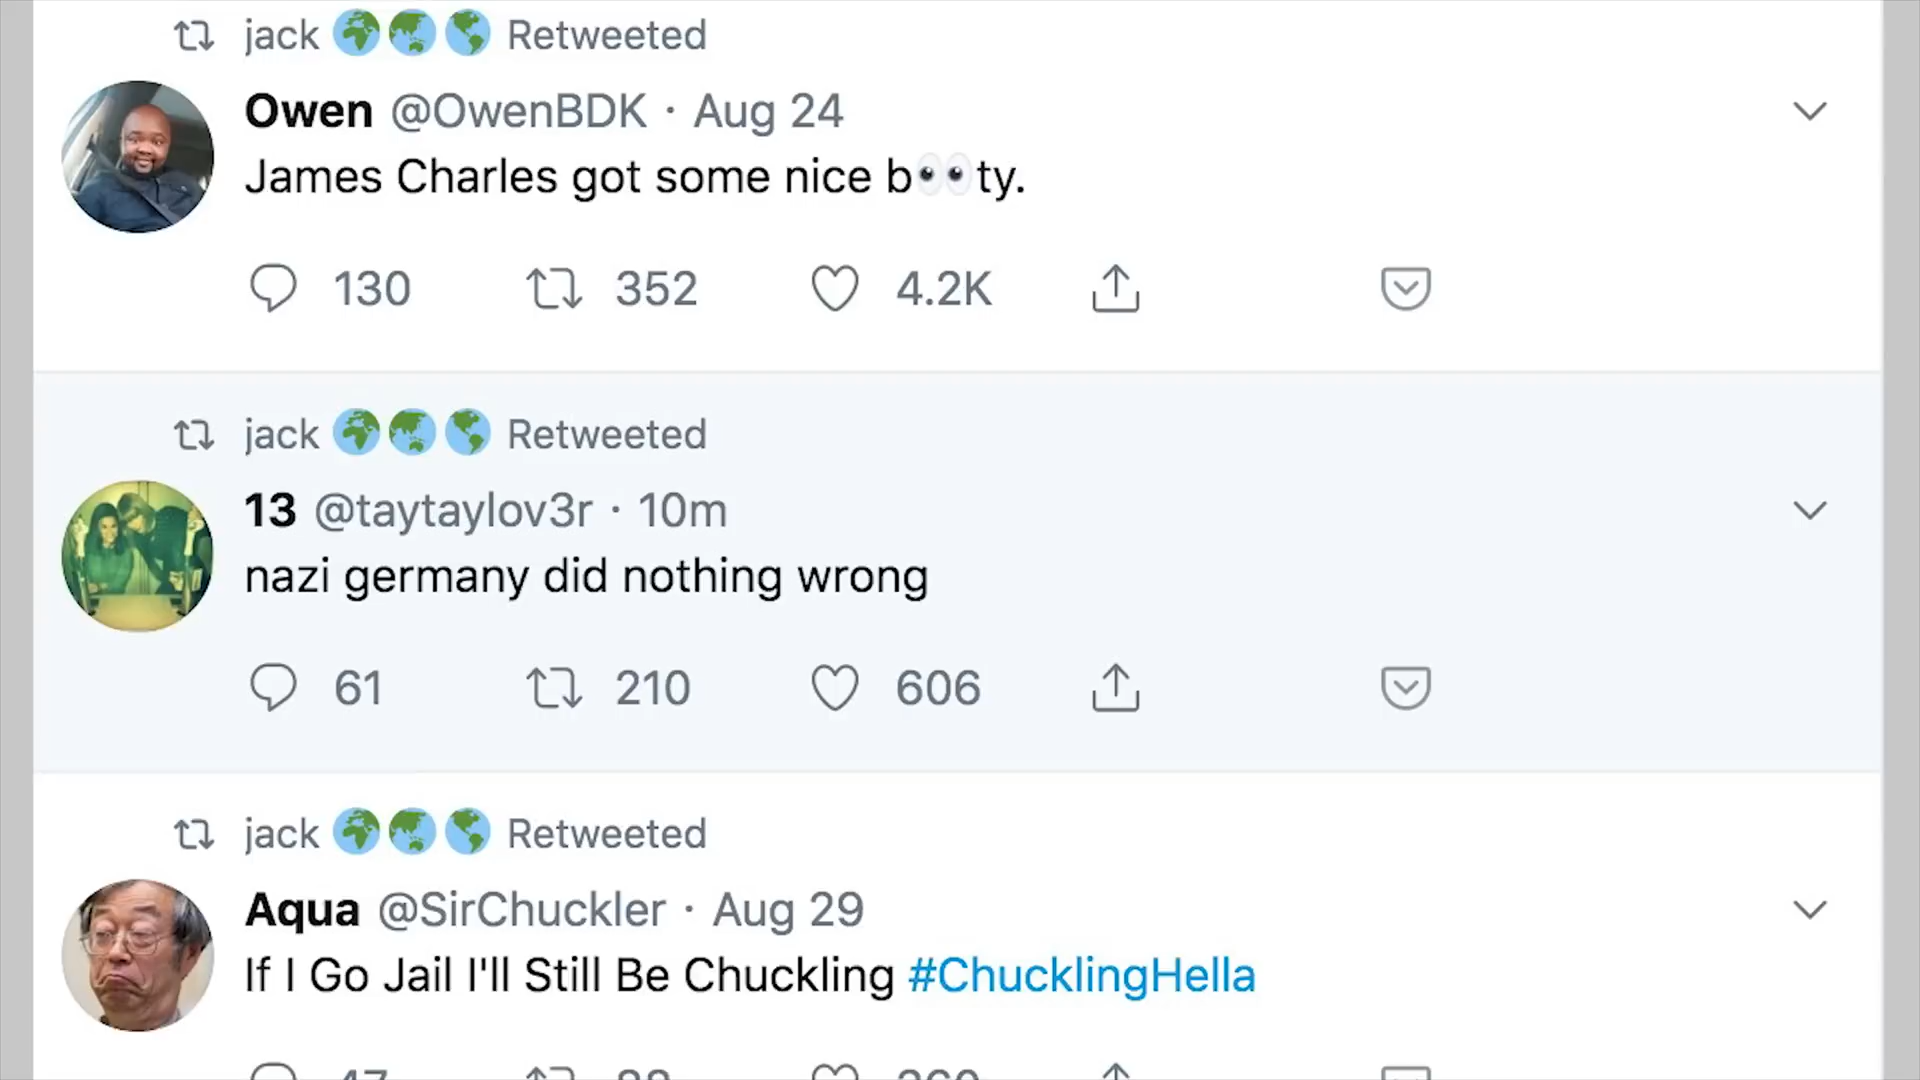 jack 🌍🌏🌎 Retweeted
Owen @OwenBDK · Aug 24
James Charles got some nice b👀ty.
130 352 4.2K
jack 🌍🌏🌎 Retweeted
13 @taytaylov3r · 10m
nazi germany did nothing wrong
61 210 606
jack 🌍🌏🌎 Retweeted
Aqua @SirChuckler · Aug 29
If I Go Jail I'll Still Be Chuckling #ChucklingHella